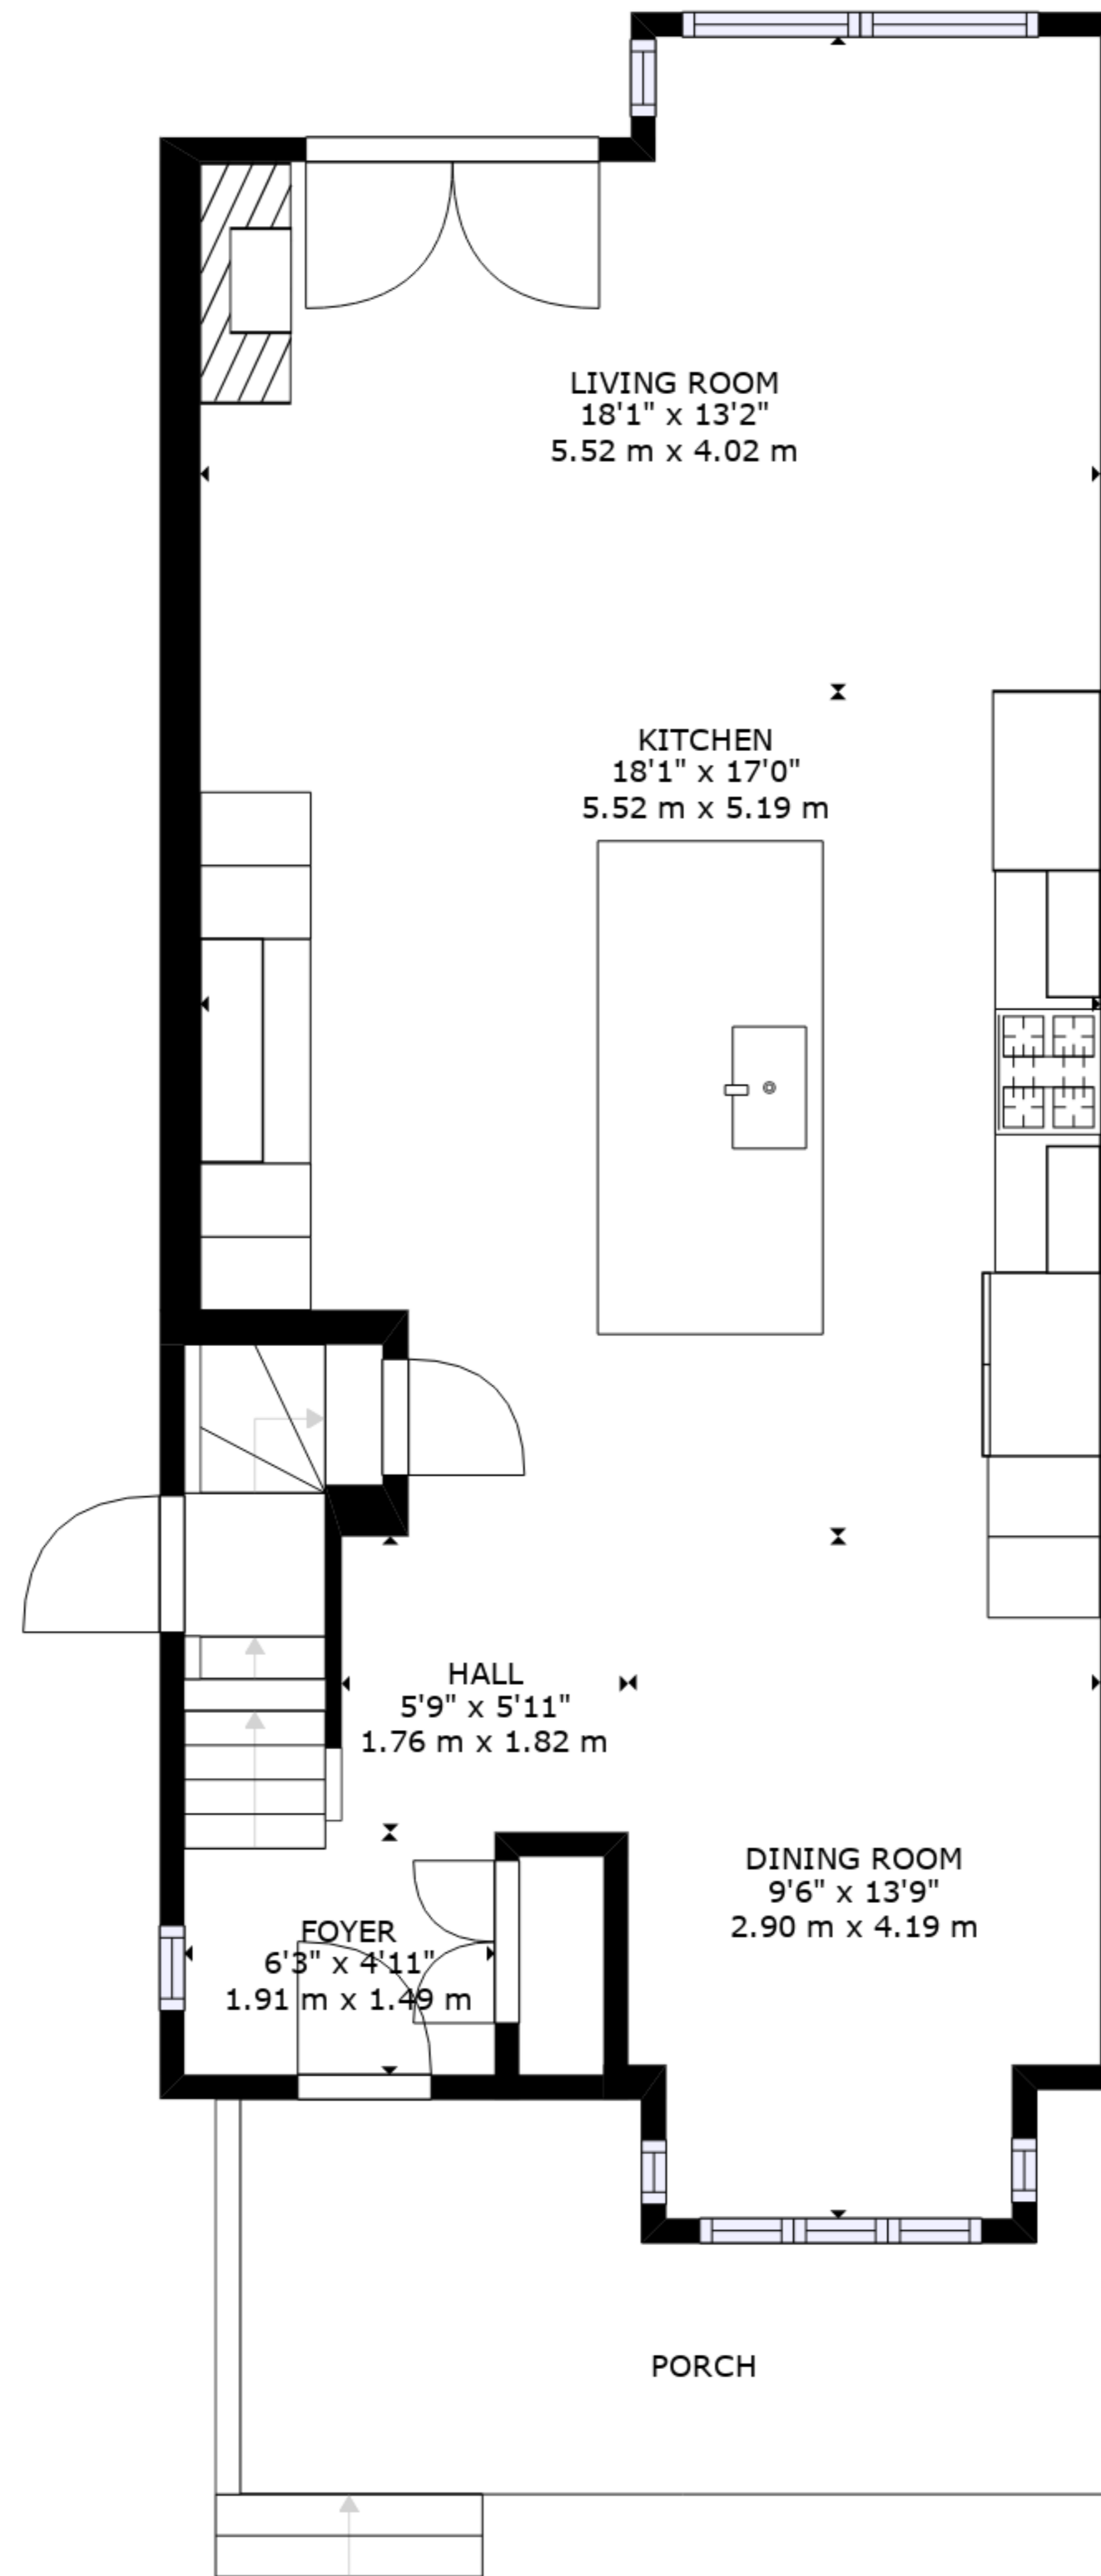 LIVING ROOM
18'1" x 13'2"
5.52 m x 4.02 m
KITCHEN
18'1" x 17'0"
5.52 m x 5.19 m
HALL
5'9" x 5'11"
1.76 m x 1.82 m
DINING ROOM
9'6" x 13'9"
2.90 m x 4.19 m
FOYER
6'3" x 4'11"
1.91 m x 1.49 m
PORCH